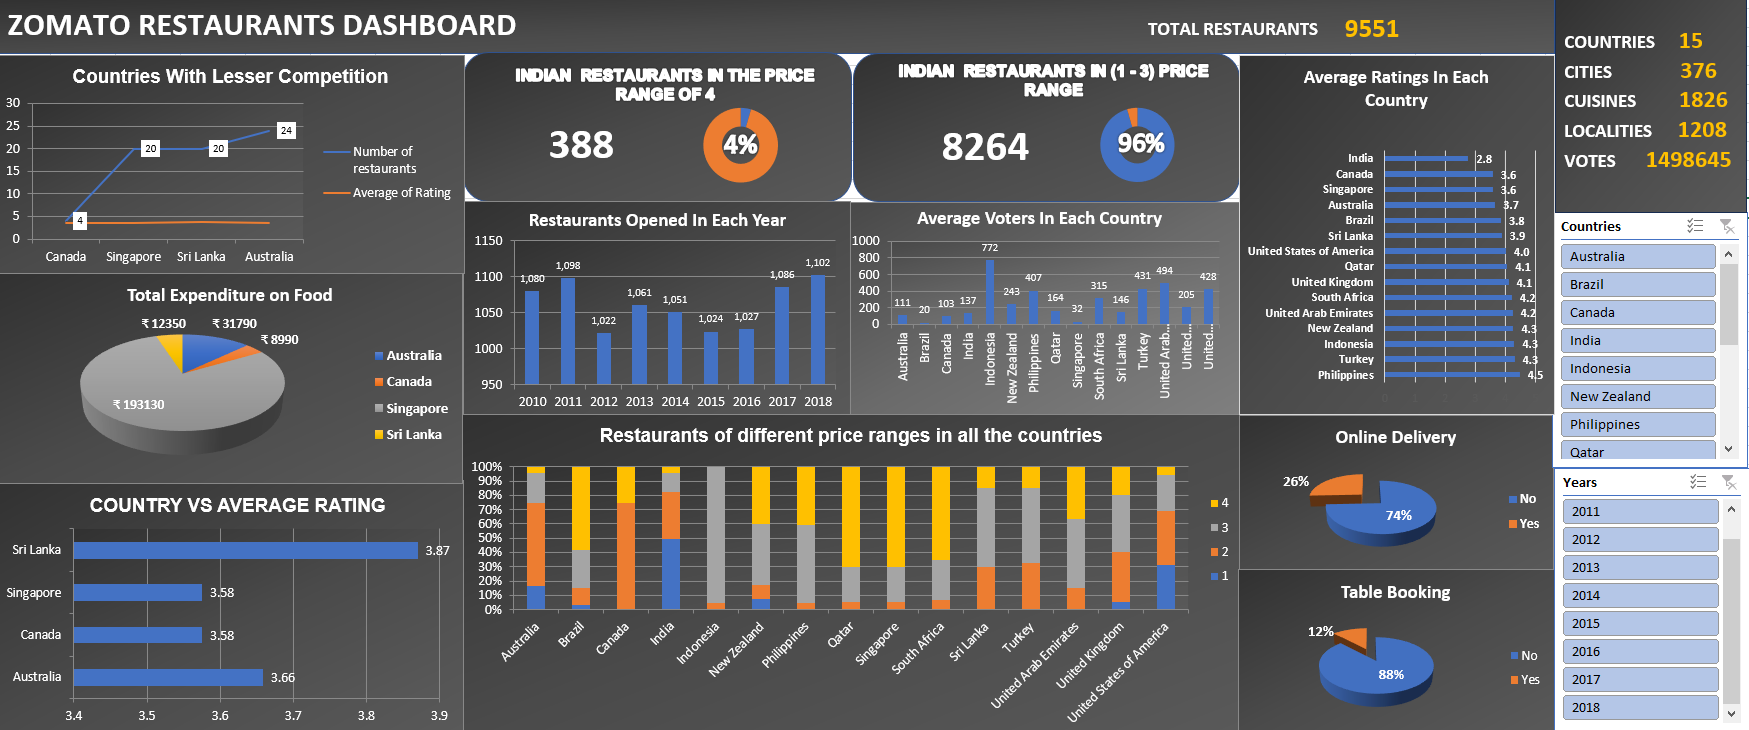 ZOMATO RESTAURANTS DASHBOARD
TOTAL RESTAURANTS 9551
COUNTRIES 15
CITIES 376
CUISINES 1826
LOCALITIES 1208
VOTES 1498645
Countries With Lesser Competition
30
25
20
15
10
5
0
4
20
20
24
Canada Singapore Sri Lanka Australia
Number of
restaurants
Average of Rating
INDIAN RESTAURANTS IN THE PRICE
RANGE OF 4
388
4%
INDIAN RESTAURANTS IN (1 - 3) PRICE
RANGE
8264
96%
Average Ratings In Each
Country
India 2.8
Canada 3.6
Singapore 3.6
Australia 3.7
Brazil 3.8
Sri Lanka 3.9
United States of America 4.0
Qatar 4.1
United Kingdom 4.1
South Africa 4.2
United Arab Emirates 4.2
New Zealand 4.3
Indonesia 4.3
Turkey 4.3
Philippines 4.5
Total Expenditure on Food
₹ 12350
₹ 31790
₹ 8990
₹ 193130
Australia
Canada
Singapore
Sri Lanka
Restaurants Opened In Each Year
1150
1100
1050
1000
950
1,080
1,098
1,022
1,061
1,051
1,024
1,027
1,086
1,102
2010 2011 2012 2013 2014 2015 2016 2017 2018
Average Voters In Each Country
1000
800
600
400
200
0
111
20
103
137
772
243
407
164
32
315
146
431
494
205
428
Australia
Brazil
Canada
India
Indonesia
New Zealand
Philippines
Qatar
Singapore
South Africa
Sri Lanka
Turkey
United Arab...
United...
United...
COUNTRY VS AVERAGE RATING
Sri Lanka 3.87
Singapore 3.58
Canada 3.58
Australia 3.66
3.4 3.5 3.6 3.7 3.8 3.9
Restaurants of different price ranges in all the countries
100%
90%
80%
70%
60%
50%
40%
30%
20%
10%
0%
Australia
Brazil
Canada
India
Indonesia
New Zealand
Philippines
Qatar
Singapore
South Africa
Sri Lanka
Turkey
United Arab Emirates
United Kingdom
United States of America
4
3
2
1
Online Delivery
26%
74%
No
Yes
Table Booking
12%
88%
No
Yes
Countries
Australia
Brazil
Canada
India
Indonesia
New Zealand
Philippines
Qatar
Years
2011
2012
2013
2014
2015
2016
2017
2018